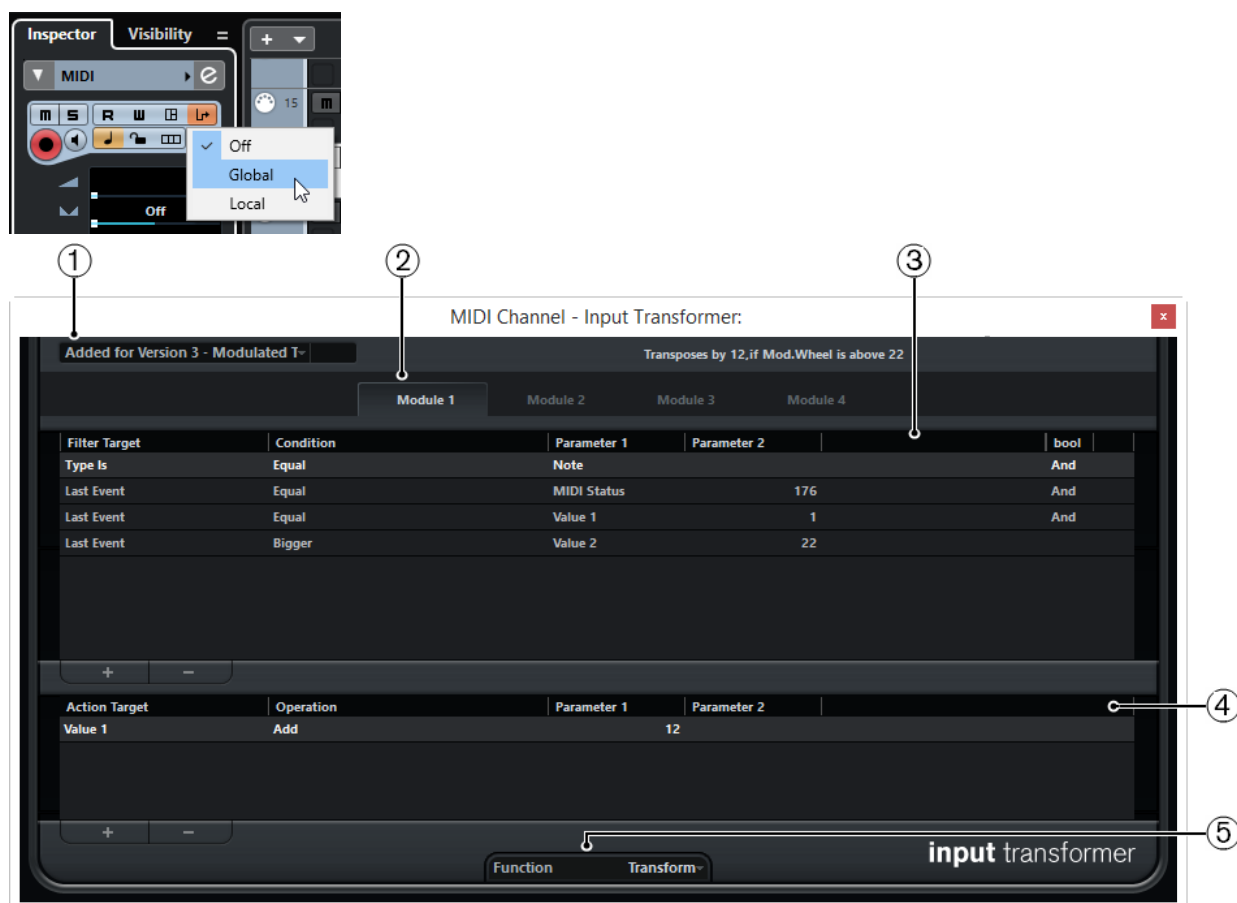 Inspector Visibility
+
MIDI e
15 m
m S R W
Off
Global
Local
Off
1 2 3
MIDI Channel - Input Transformer: x
Added for Version 3 - Modulated T Transposes by 12,if Mod.Wheel is above 22
Module 1 Module 2 Module 3 Module 4
Filter Target Condition Parameter 1 Parameter 2 bool
Type Is Equal Note And
Last Event Equal MIDI Status 176 And
Last Event Equal Value 1 1 And
Last Event Bigger Value 2 22
+ −
Action Target Operation Parameter 1 Parameter 2 4
Value 1 Add 12
+ − 5
Function Transform input transformer